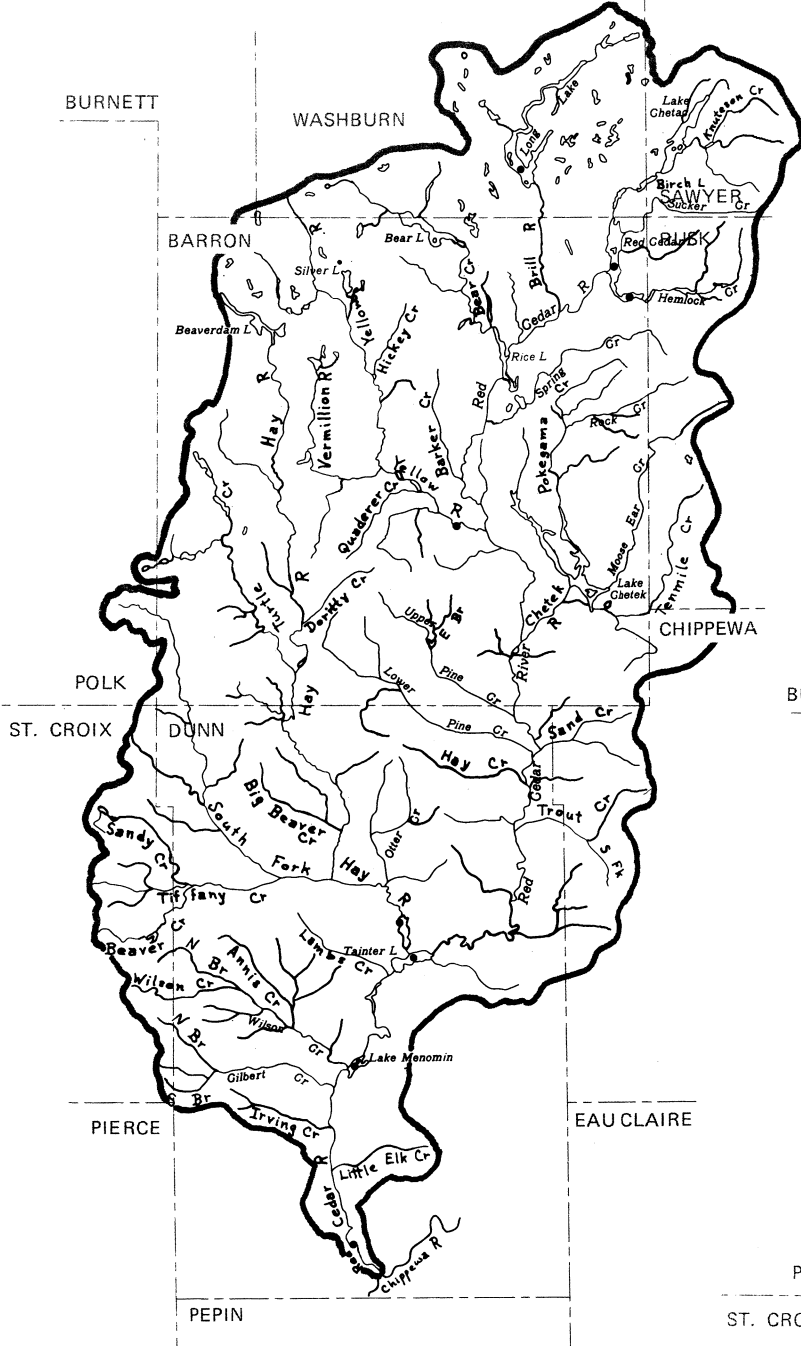 BURNETT
WASHBURN
Lake Chetac
Knuteson Cr
Long Lake
Birch L
SAWYER
Sucker Cr
BARRON
RUSK
Red Cedar L
Bear L
Silver L
R
Brill R
Bear Cr
Yellow R
Hemlock Cr
Cedar R
Beaverdam L
Hickey Cr
Rice L
Spring Cr
Cr
Hay R
Vermillion R
Red
Barker Cr
Rock Cr
Pokegama
Yellow R
Quaderer Cr
Moose Ear Cr
Tenmile Cr
Turtle Cr
R
Dority Cr
Lake Chetek
Chetek R
Upper Pine Cr
E Br
River
CHIPPEWA
POLK
Hay
Lower Pine Cr
ST. CROIX
DUNN
Sand Cr
Hay Cr
Cedar
Big Beaver Cr
South Fork Hay R
Otter Cr
Trout Cr
S Fk
Sandy Cr
Red
Tiffany Cr
Beaver Cr
N
N Br
Annis Cr
Lambs Cr
Tainter L
Wilson Cr
Wilson Cr
N Br
Lake Menomin
Gilbert Cr
S Br
PIERCE
Irving Cr
EAU CLAIRE
Little Elk Cr
Red Cedar R
Chippewa R
PEPIN
ST. CRO